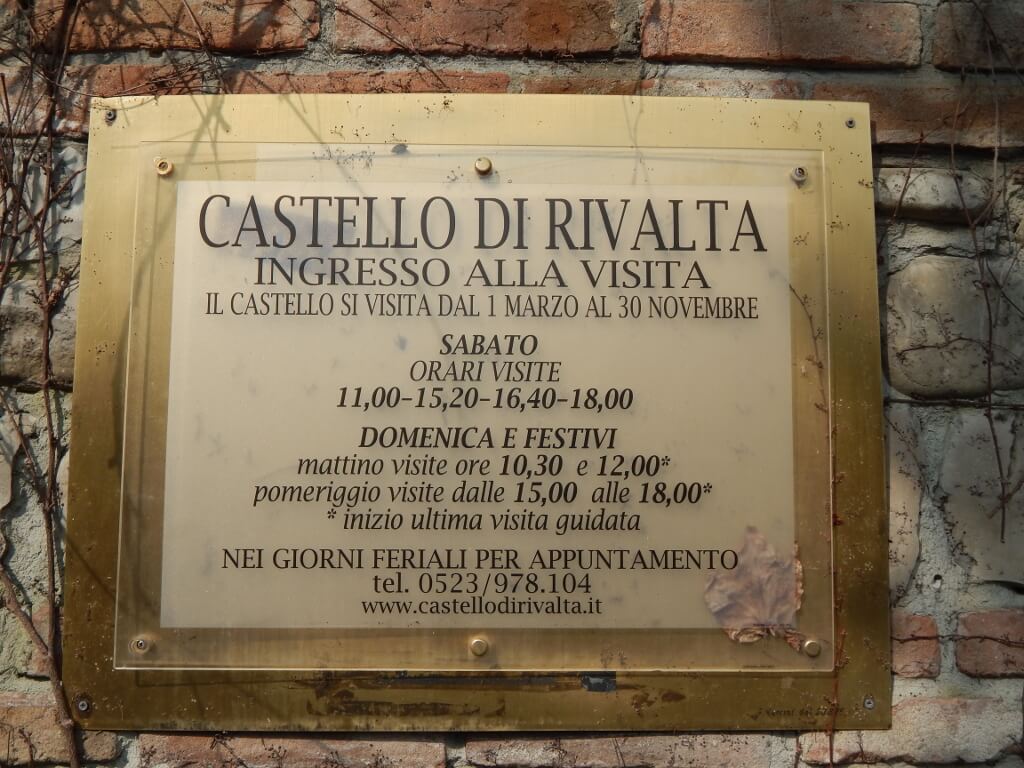 CASTELLO DI RIVALTA
INGRESSO ALLA VISITA
IL CASTELLO SI VISITA DAL 1 MARZO AL 30 NOVEMBRE
SABATO
ORARI VISITE
11,00-15,20-16,40-18,00
DOMENICA E FESTIVI
mattino visite ore 10,30 e 12,00*
pomeriggio visite dalle 15,00 alle 18,00*
* inizio ultima visita guidata
NEI GIORNI FERIALI PER APPUNTAMENTO
tel. 0523/978.104
www.castellodirivalta.it